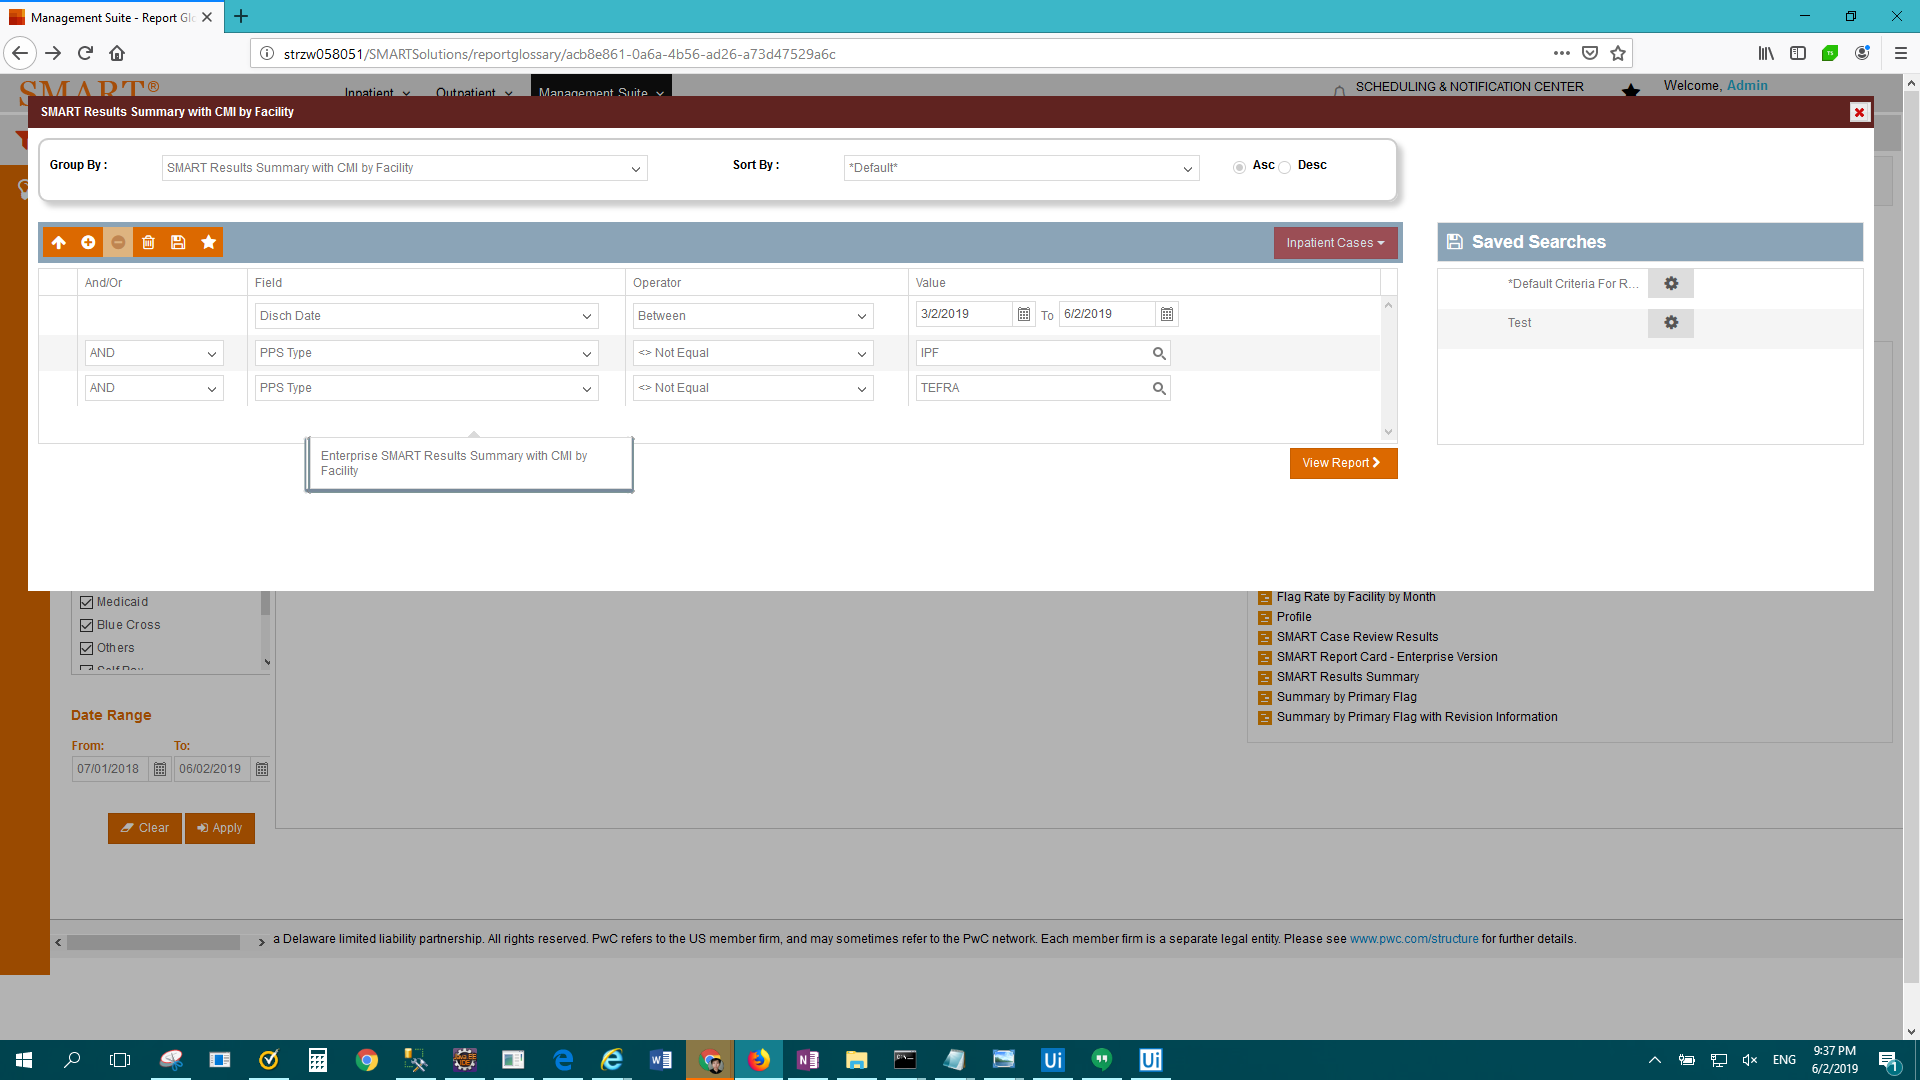 Management Suite - Report Glo
strzw058051/SMARTSolutions/reportglossary/acb8e861-0a6a-4b56-ad26-a73d47529a6c
SMART®
Inpatient
Outpatient
Management Suite
SCHEDULING & NOTIFICATION CENTER
Welcome, Admin
SMART Results Summary with CMI by Facility
Group By :
SMART Results Summary with CMI by Facility
Sort By :
*Default*
Asc
Desc
Inpatient Cases
Saved Searches
And/Or
Field
Operator
Value
*Default Criteria For R...
Disch Date
Between
3/2/2019
To
6/2/2019
Test
AND
PPS Type
<> Not Equal
IPF
AND
PPS Type
<> Not Equal
TEFRA
Enterprise SMART Results Summary with CMI by
Facility
View Report
Medicaid
Blue Cross
Others
Self Pay
Flag Rate by Facility by Month
Profile
SMART Case Review Results
SMART Report Card - Enterprise Version
SMART Results Summary
Summary by Primary Flag
Summary by Primary Flag with Revision Information
Date Range
From:
To:
07/01/2018
06/02/2019
Clear
Apply
a Delaware limited liability partnership. All rights reserved. PwC refers to the US member firm, and may sometimes refer to the PwC network. Each member firm is a separate legal entity. Please see www.pwc.com/structure for further details.
ENG
9:37 PM
6/2/2019
1